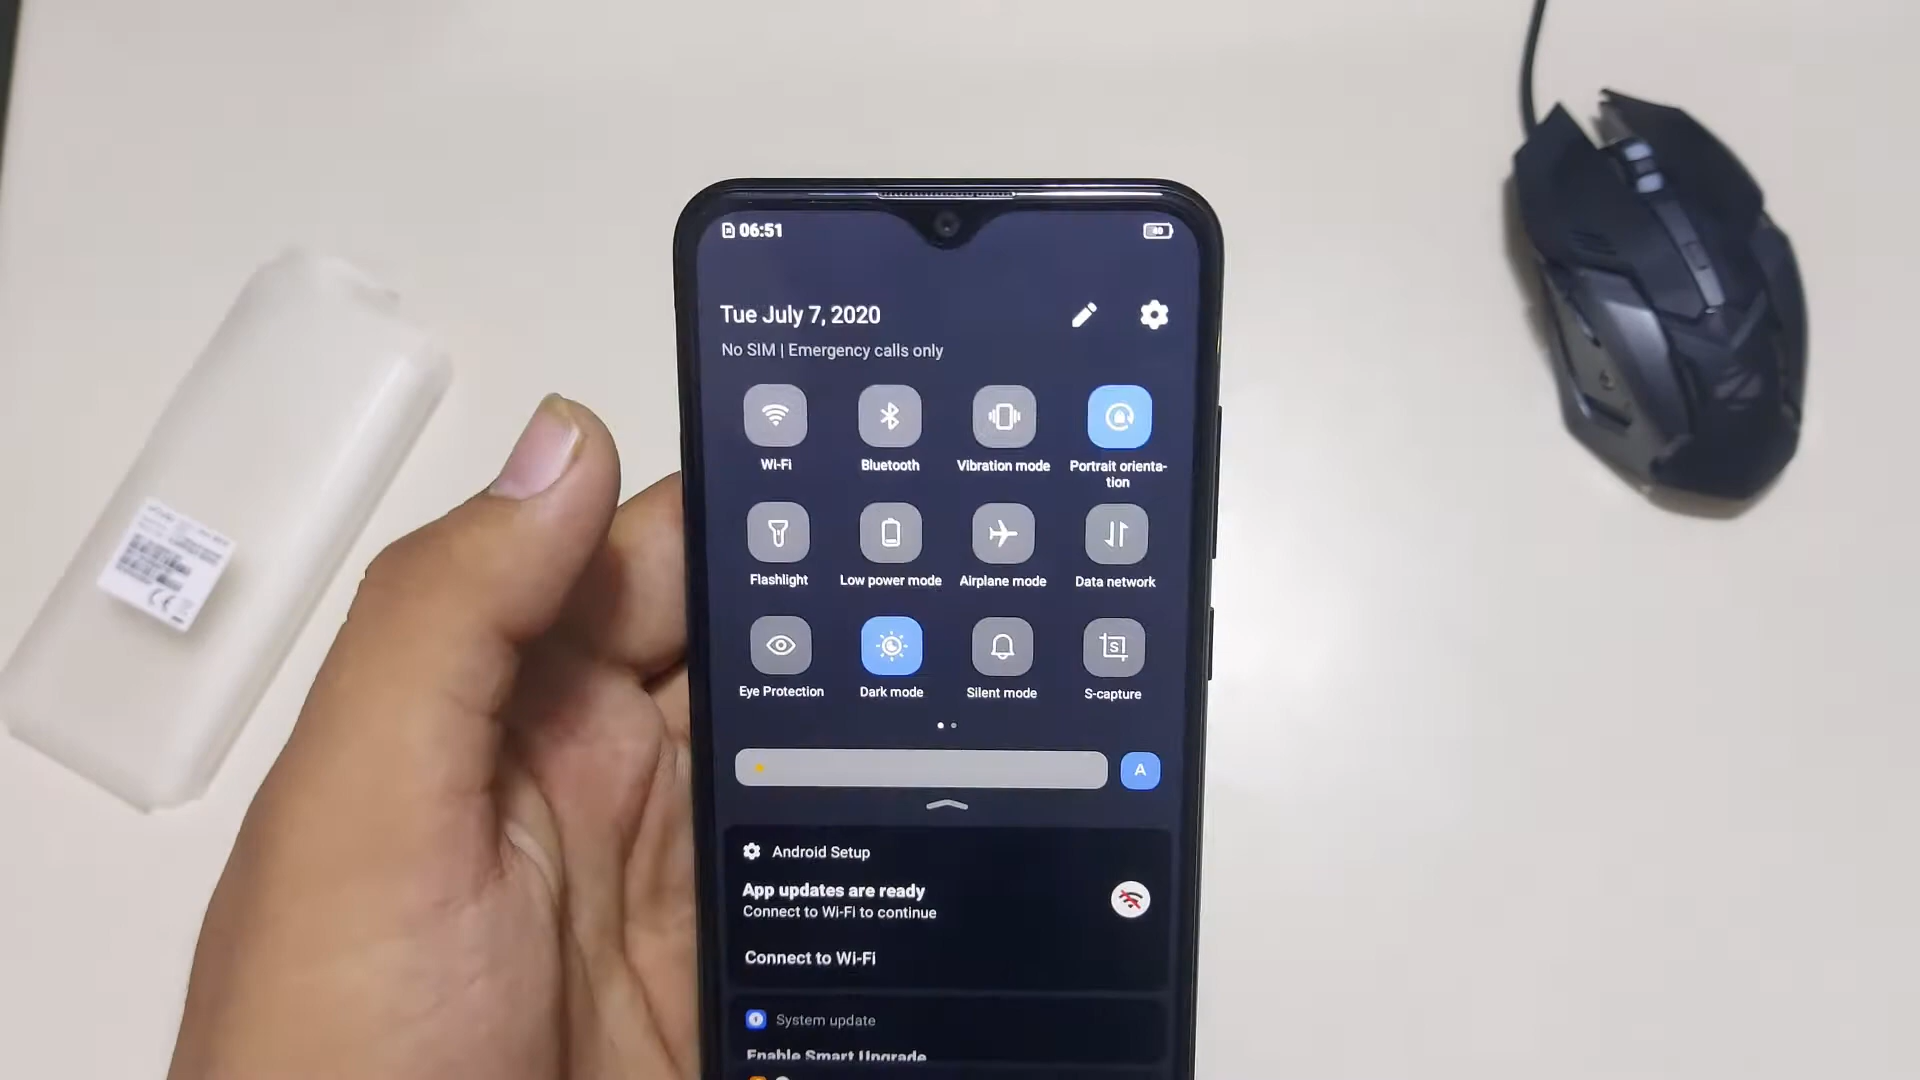 06:51
80
Tue July 7, 2020
No SIM | Emergency calls only
Wi-Fi
Bluetooth
Vibration mode
Portrait orienta-
tion
Flashlight
Low power mode
Airplane mode
Data network
Eye Protection
Dark mode
Silent mode
S-capture
A
Android Setup
App updates are ready
Connect to Wi-Fi to continue
Connect to Wi-Fi
System update
Enable Smart Upgrade